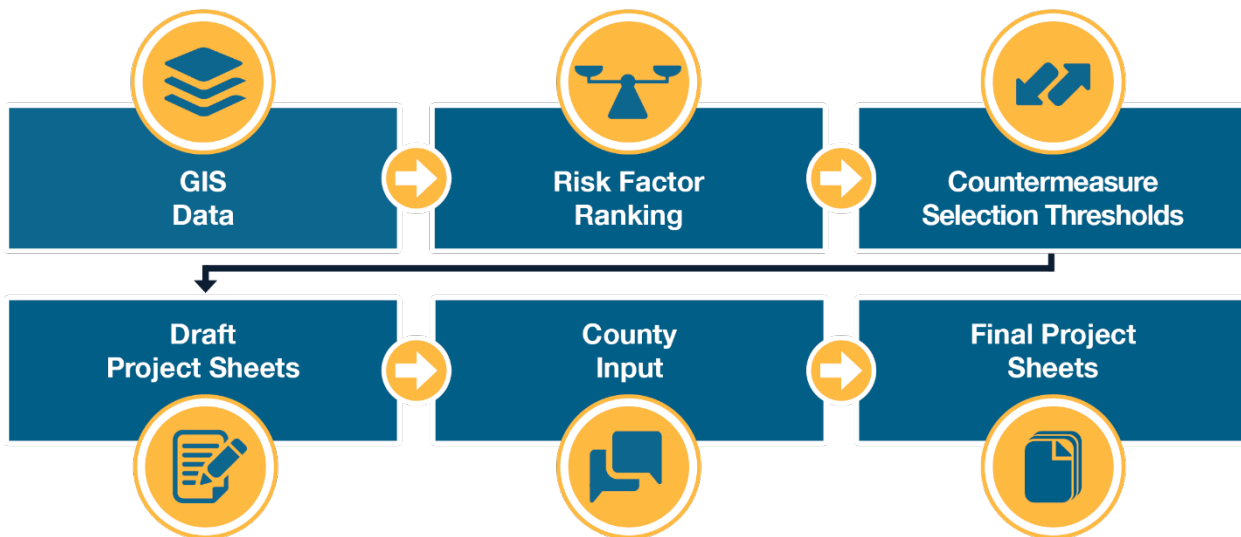 GIS
Data
Risk Factor
Ranking
Countermeasure
Selection Thresholds
Draft
Project Sheets
County
Input
Final Project
Sheets